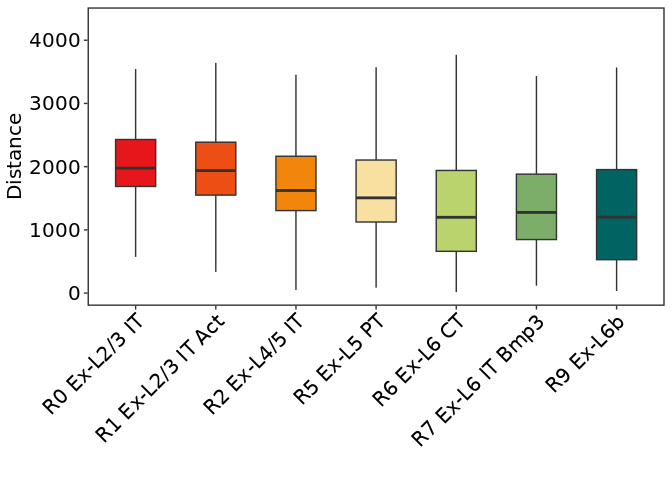 Distance
4000
3000
2000
1000
0
R0 Ex-L2/3 IT
R1 Ex-L2/3 IT Act
R2 Ex-L4/5 IT
R5 Ex-L5 PT
R6 Ex-L6 CT
R7 Ex-L6 IT Bmp3
R9 Ex-L6b